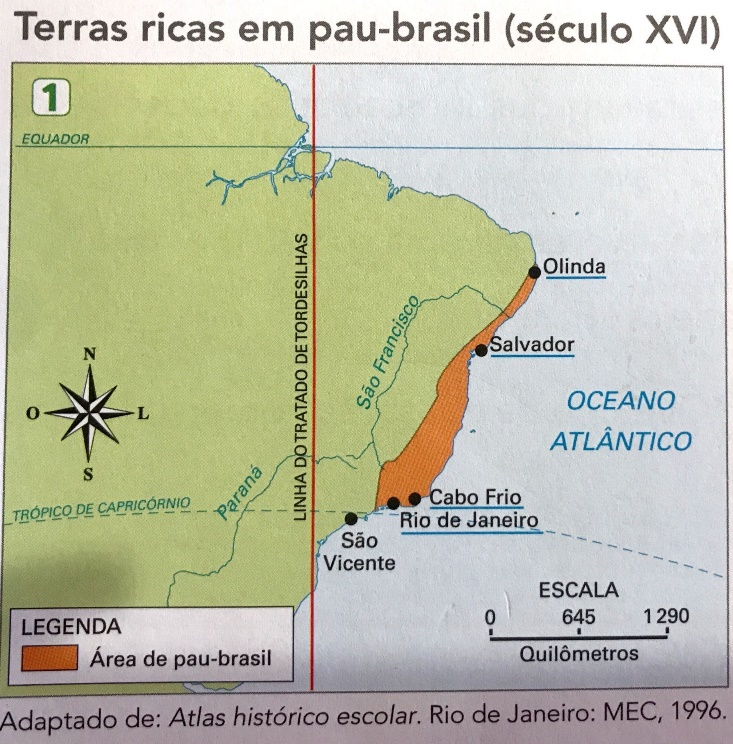 Terras ricas em pau-brasil (século XVI)
1
EQUADOR
LINHA DO TRATADO DE TORDESILHAS
Olinda
São Francisco
Salvador
N
O
L
S
OCEANO
ATLÂNTICO
Paraná
TRÓPICO DE CAPRICÓRNIO
Cabo Frio
Rio de Janeiro
São
Vicente
ESCALA
0 645 1 290
Quilômetros
LEGENDA
Área de pau-brasil
Adaptado de: Atlas histórico escolar. Rio de Janeiro: MEC, 1996.